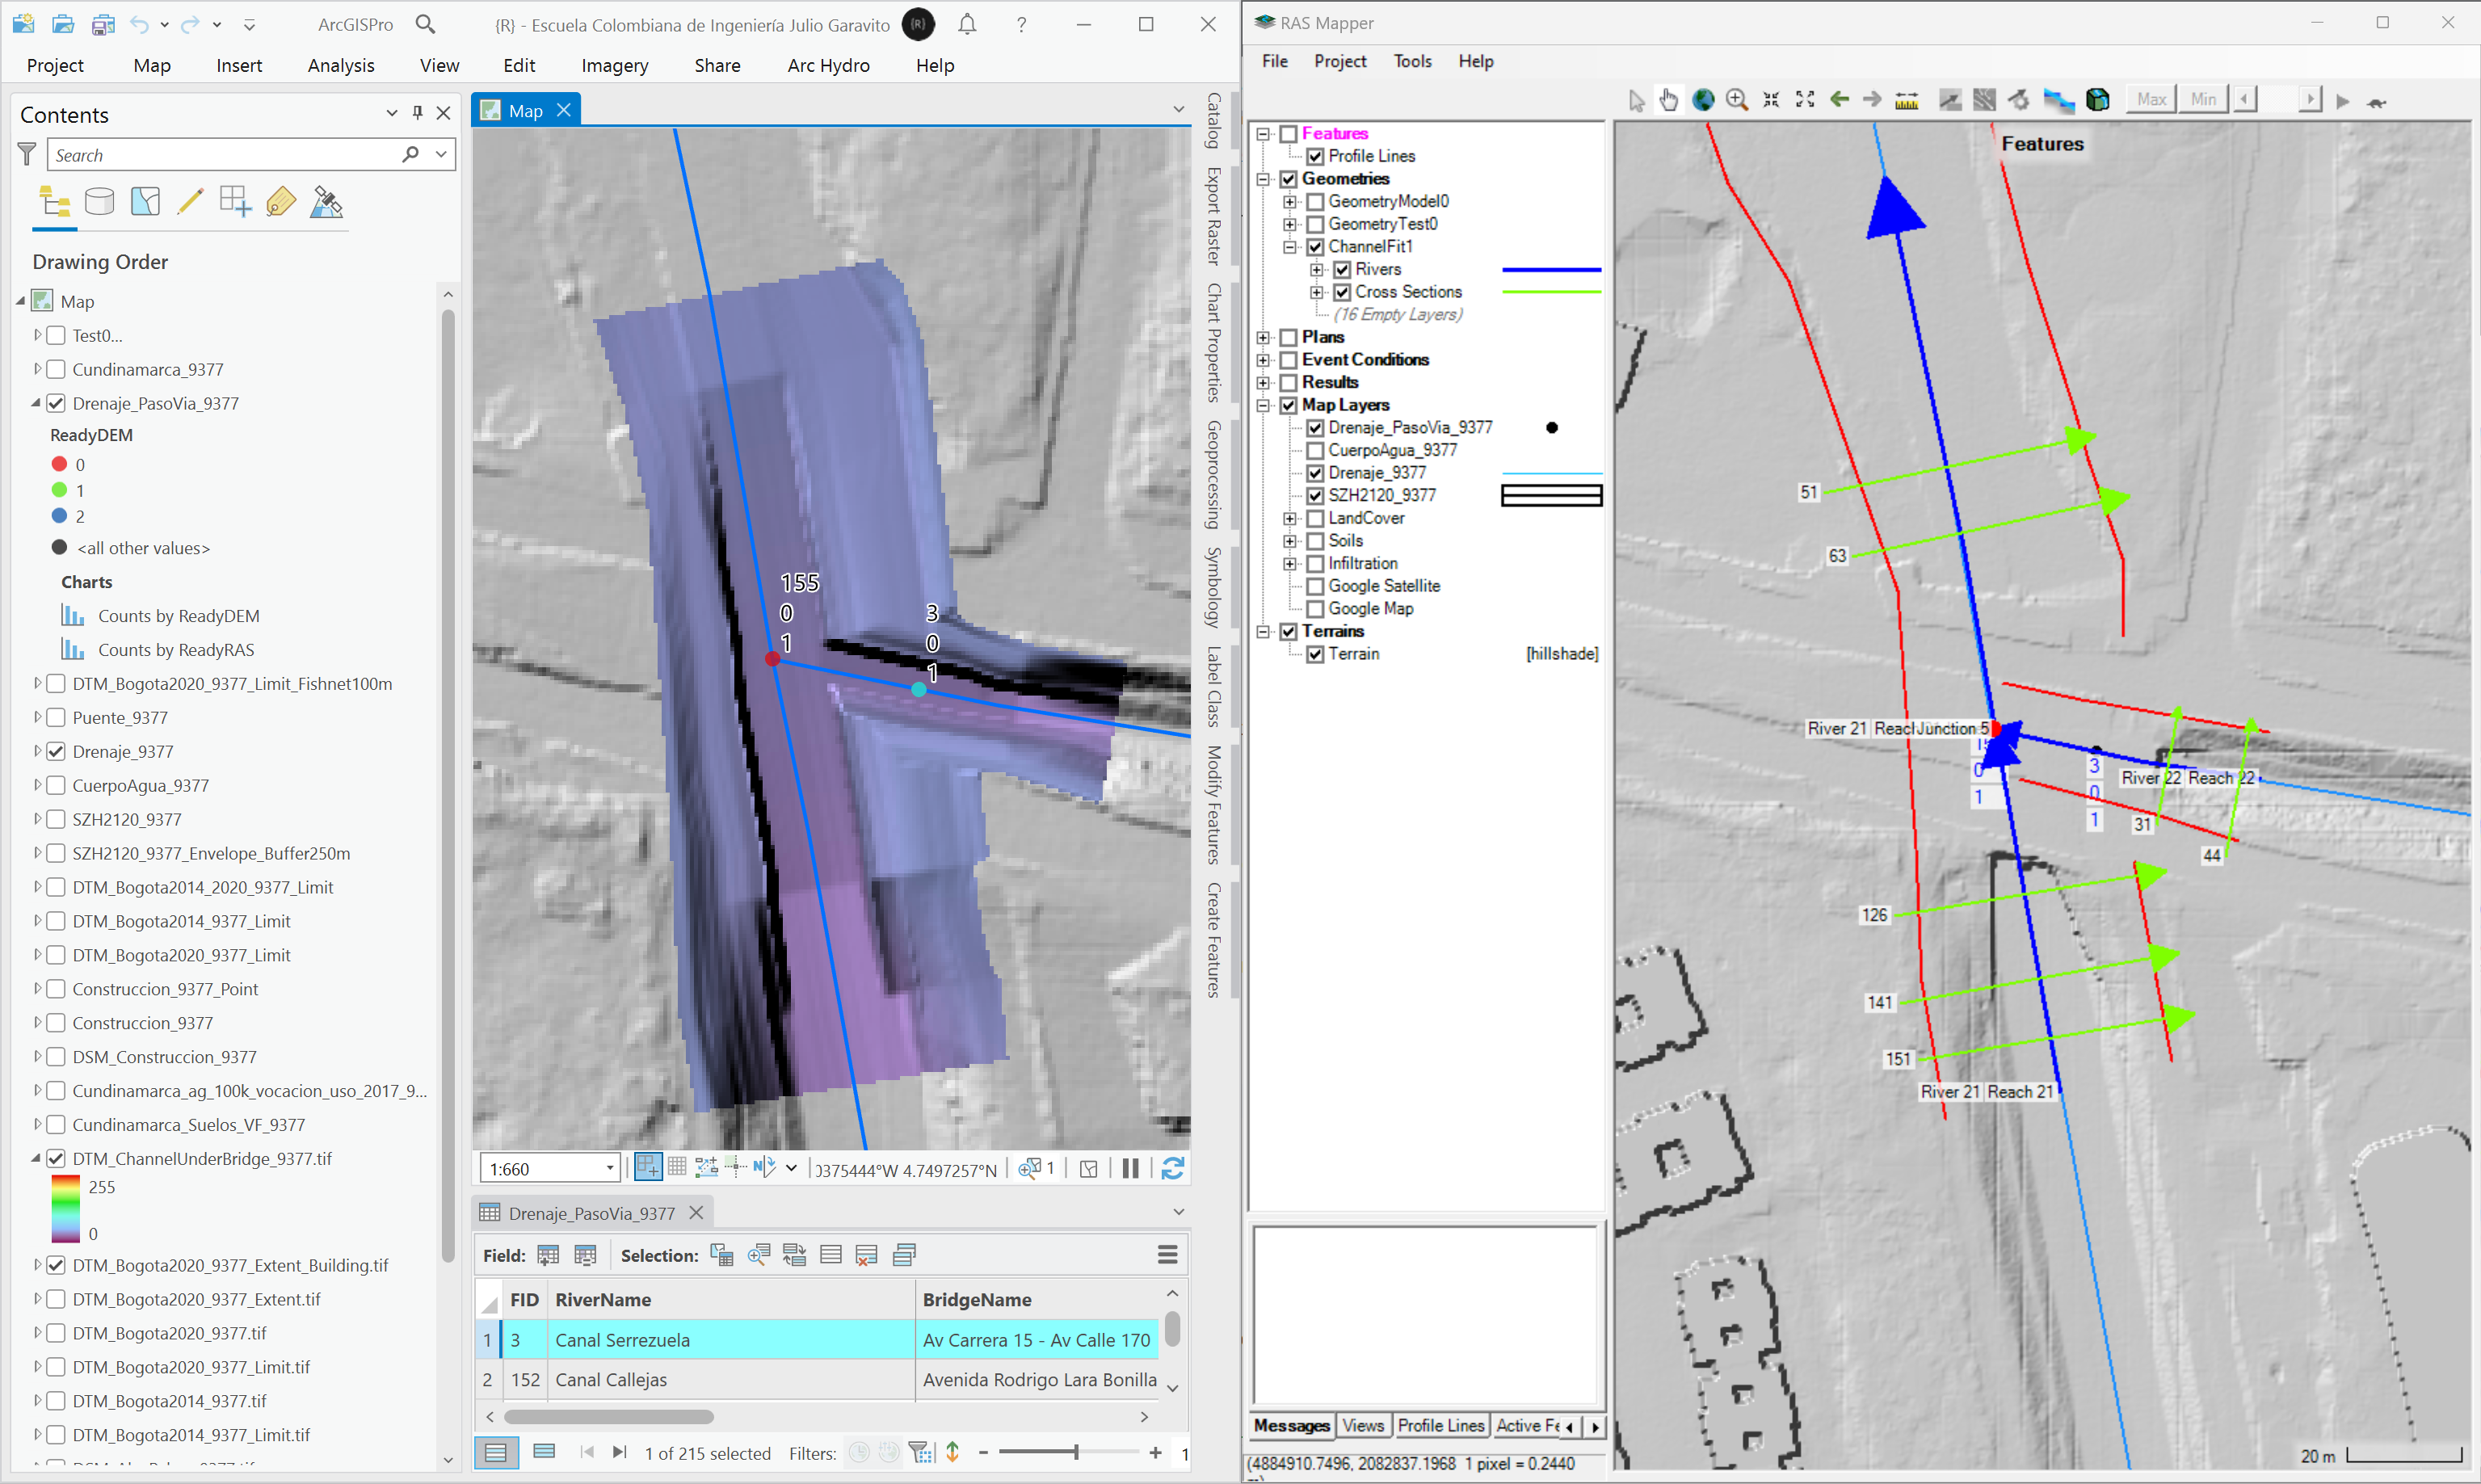 ArcGISPro
{R} - Escuela Colombiana de Ingeniería Julio Garavito
(R)
?
Project Map Insert Analysis View Edit Imagery Share Arc Hydro Help
Contents
Search
Drawing Order
Map
Test0...
Cundinamarca_9377
Drenaje_PasoVia_9377
ReadyDEM
0
1
2
<all other values>
Charts
Counts by ReadyDEM
Counts by ReadyRAS
DTM_Bogota2020_9377_Limit_Fishnet100m
Puente_9377
Drenaje_9377
CuerpoAgua_9377
SZH2120_9377
SZH2120_9377_Envelope_Buffer250m
DTM_Bogota2014_2020_9377_Limit
DTM_Bogota2014_9377_Limit
DTM_Bogota2020_9377_Limit
Construccion_9377_Point
Construccion_9377
DSM_Construccion_9377
Cundinamarca_ag_100k_vocacion_uso_2017_9...
Cundinamarca_Suelos_VF_9377
DTM_ChannelUnderBridge_9377.tif
255
0
DTM_Bogota2020_9377_Extent_Building.tif
DTM_Bogota2020_9377_Extent.tif
DTM_Bogota2020_9377.tif
DTM_Bogota2020_9377_Limit.tif
DTM_Bogota2014_9377.tif
DTM_Bogota2014_9377_Limit.tif
Map
155
0
1
3
0
1
Catalog
Export Raster
Chart Properties
Geoprocessing
Symbology
Label Class
Modify Features
Create Features
1:660
0375444°W 4.7497257°N
1
Drenaje_PasoVia_9377
Field:
Selection:
FID RiverName BridgeName
1 3 Canal Serrezuela Av Carrera 15 - Av Calle 170
2 152 Canal Callejas Avenida Rodrigo Lara Bonilla
1 of 215 selected
Filters:
1
RAS Mapper
File Project Tools Help
Max Min
Features
Profile Lines
Geometries
GeometryModel0
GeometryTest0
ChannelFit1
Rivers
Cross Sections
(16 Empty Layers)
Plans
Event Conditions
Results
Map Layers
Drenaje_PasoVia_9377
CuerpoAgua_9377
Drenaje_9377
SZH2120_9377
LandCover
Soils
Infiltration
Google Satellite
Google Map
Terrains
Terrain [hillshade]
Messages Views Profile Lines Active Fe
(4884910.7496, 2082837.1968 1 pixel = 0.2440
Features
51
63
River 21 Reach Junction 5
0
1
3
0
1
River 22 Reach 22
31
44
126
141
151
River 21 Reach 21
20 m